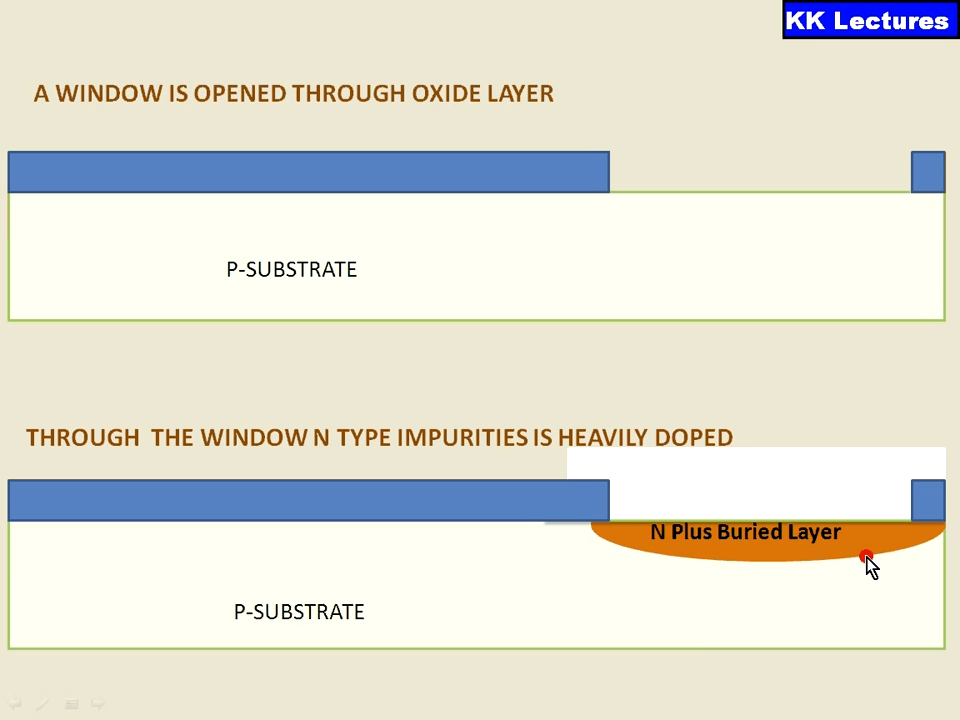 KK Lectures
A WINDOW IS OPENED THROUGH OXIDE LAYER
P-SUBSTRATE
THROUGH THE WINDOW N TYPE IMPURITIES IS HEAVILY DOPED
N Plus Buried Layer
P-SUBSTRATE